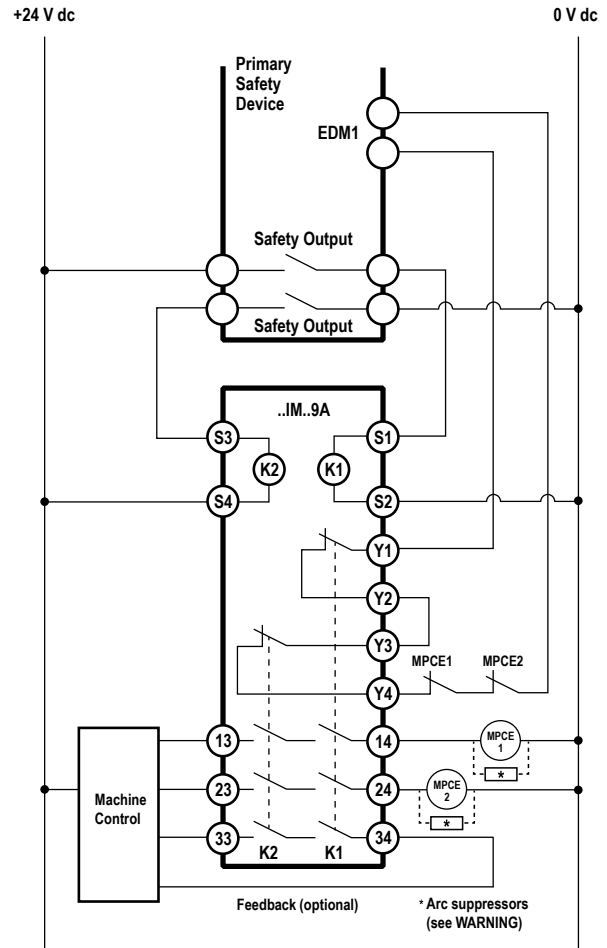 +24 V dc
0 V dc
Primary
Safety
Device
EDM1
Safety Output
Safety Output
..IM..9A
S3
S1
K2
K1
S4
S2
Y1
Y2
Y3
MPCE1
MPCE2
Y4
13
14
MPCE
1
*
23
24
MPCE
2
*
Machine
Control
33
34
K2
K1
Feedback (optional)
* Arc suppressors
(see WARNING)